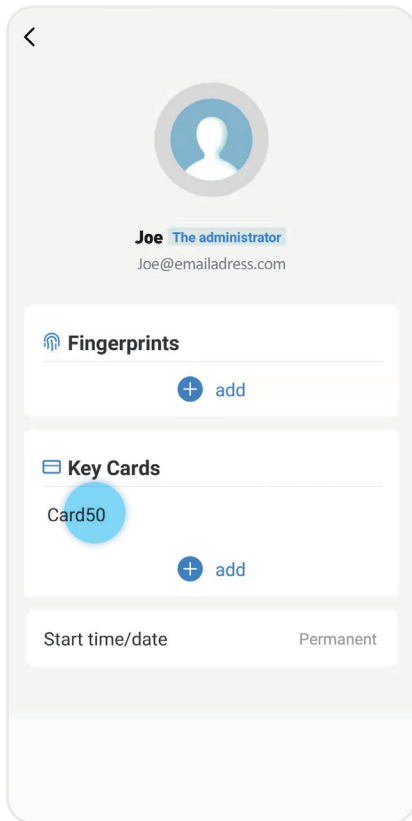 Joe The administrator
Joe@emailadress.com
Fingerprints
add
Key Cards
Card50
add
Start time/date Permanent